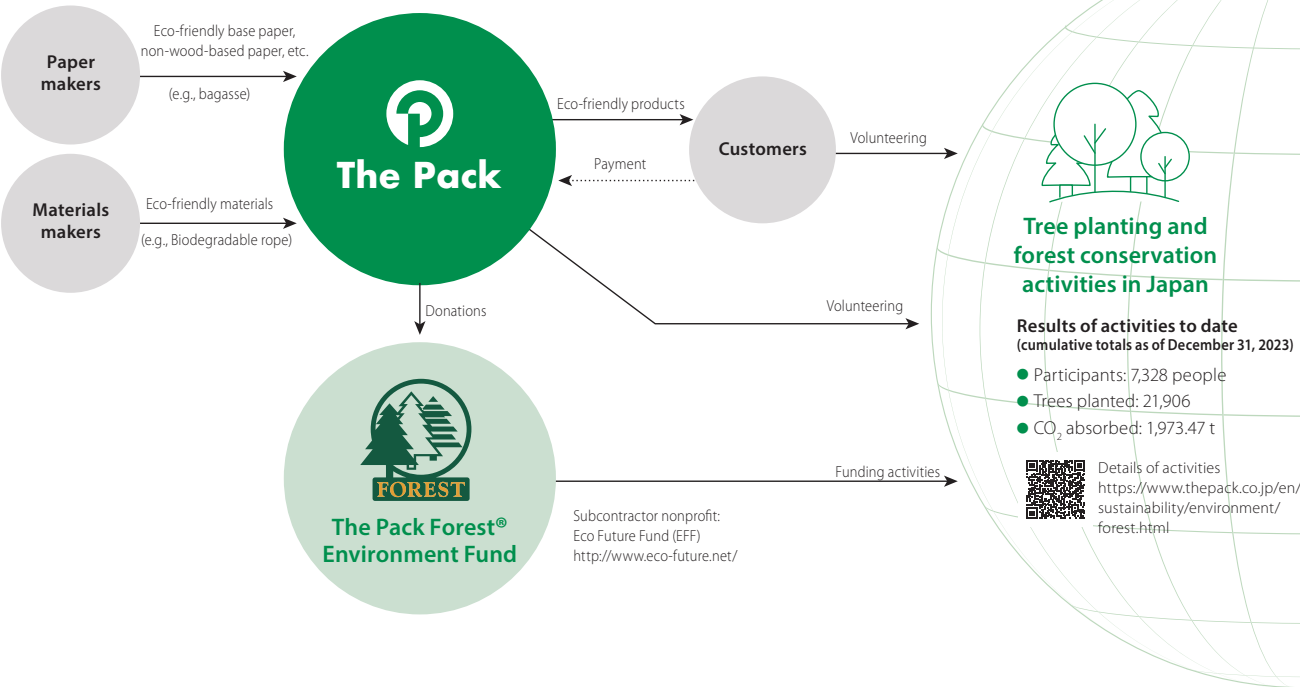 Paper
makers
Eco-friendly base paper,
non-wood-based paper, etc.
(e.g., bagasse)
Materials
makers
Eco-friendly materials
(e.g., Biodegradable rope)
The Pack
Eco-friendly products
Payment
Customers
Volunteering
Volunteering
Donations
FOREST
The Pack Forest®
Environment Fund
Funding activities
Subcontractor nonprofit:
Eco Future Fund (EFF)
http://www.eco-future.net/
Tree planting and
forest conservation
activities in Japan
Results of activities to date
(cumulative totals as of December 31, 2023)
● Participants: 7,328 people
● Trees planted: 21,906
● CO₂ absorbed: 1,973.47 t
Details of activities
https://www.thepack.co.jp/en/
sustainability/environment/
forest.html